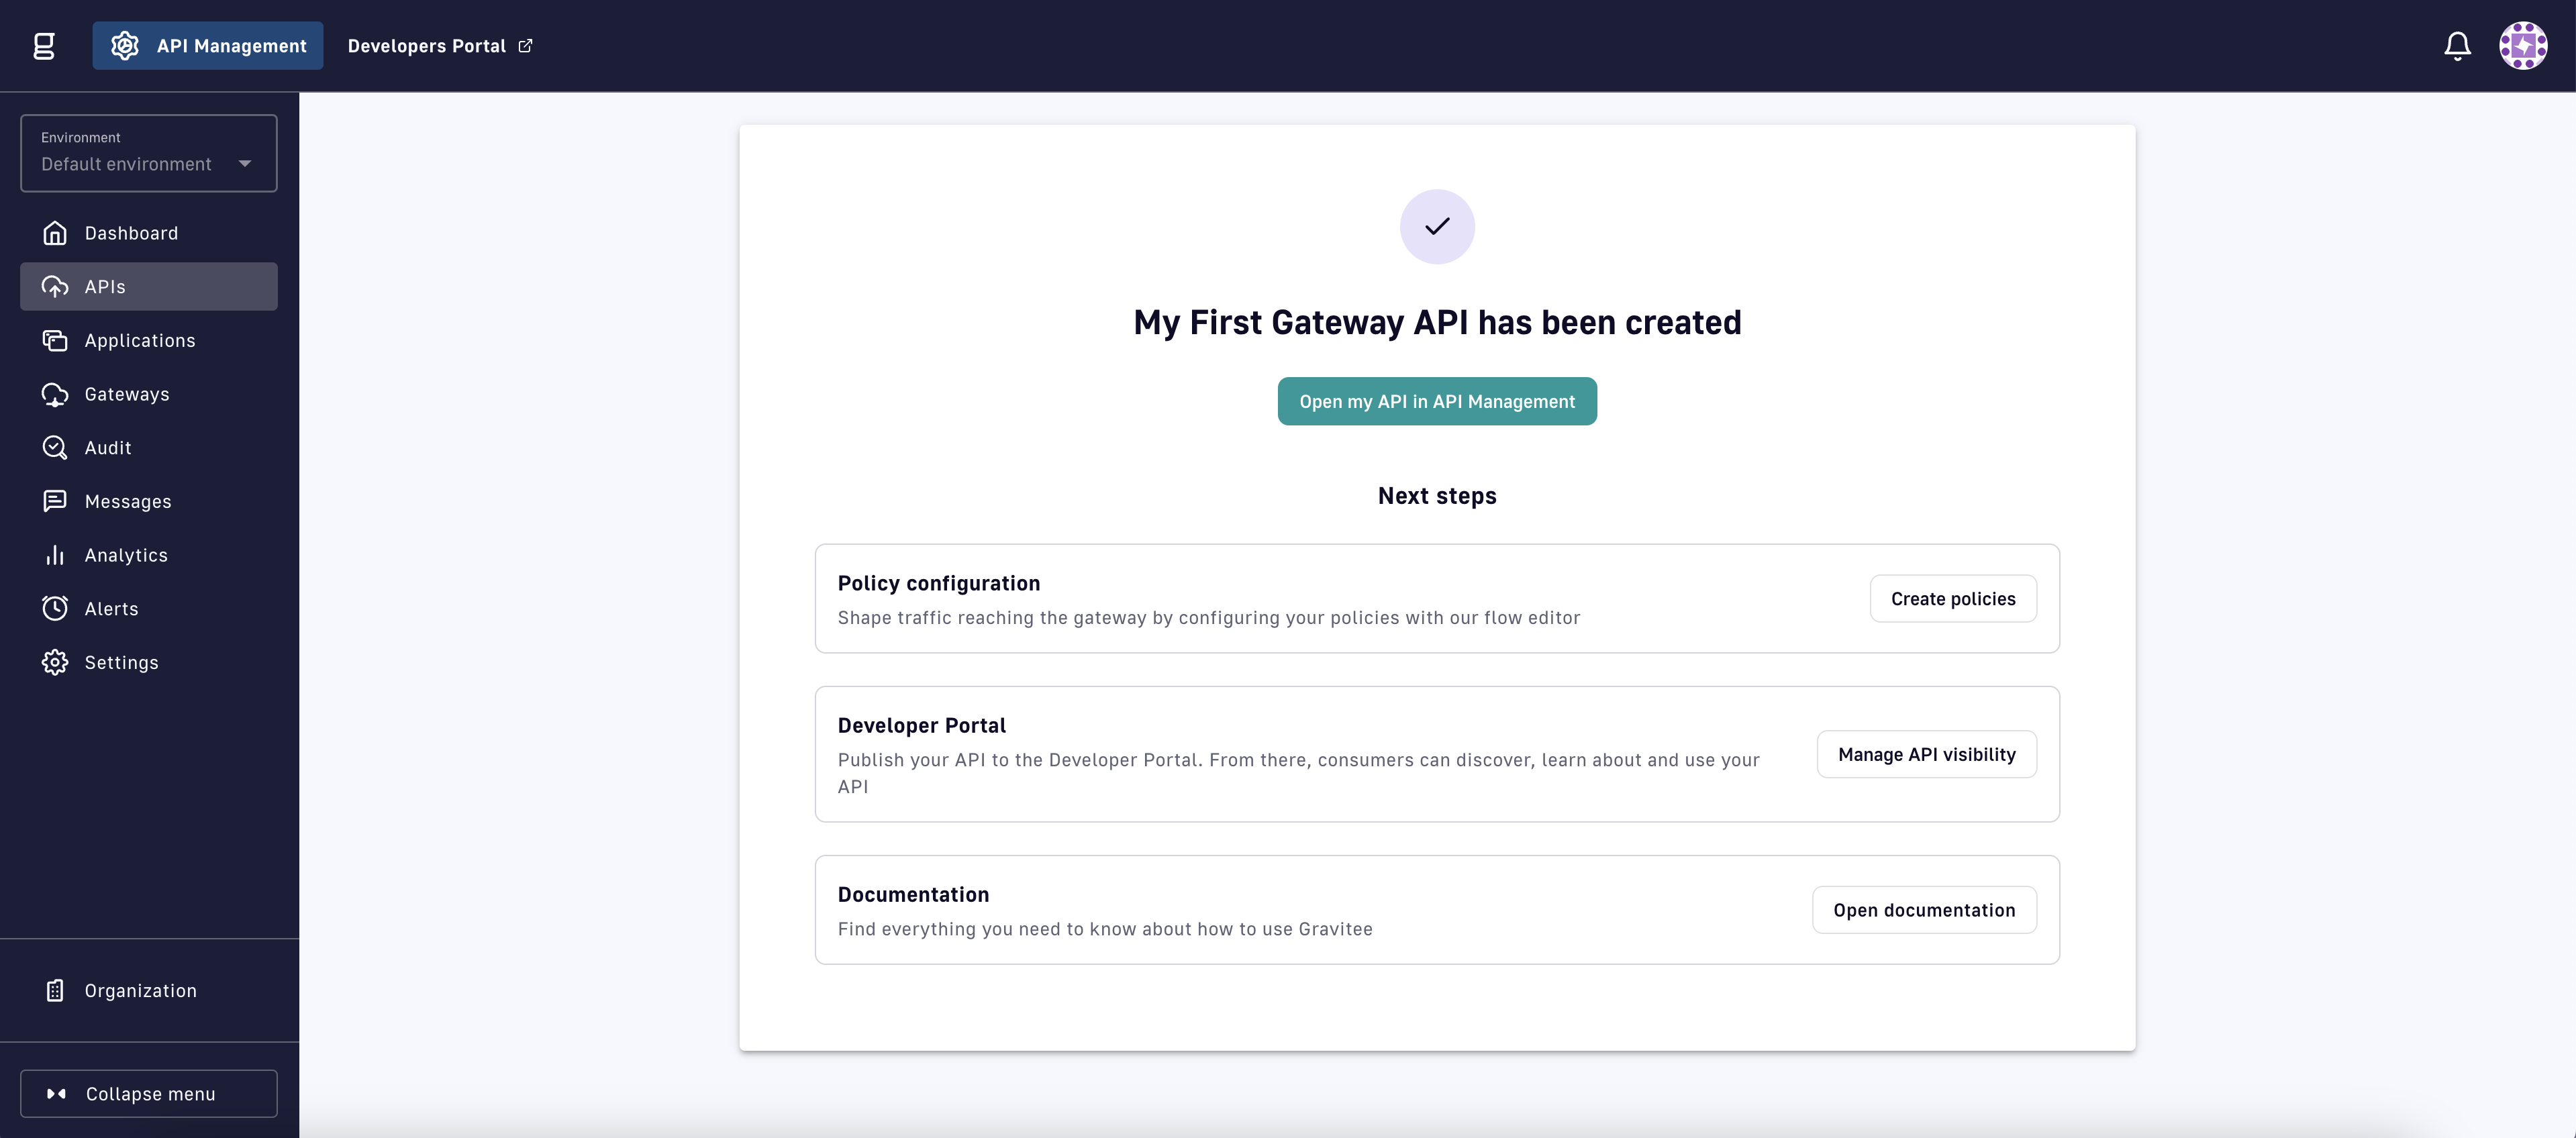 g
API Management
Developers Portal
Environment
Default environment
Dashboard
APIs
Applications
Gateways
Audit
Messages
Analytics
Alerts
Settings
Organization
Collapse menu
My First Gateway API has been created
Open my API in API Management
Next steps
Policy configuration
Shape traffic reaching the gateway by configuring your policies with our flow editor
Create policies
Developer Portal
Publish your API to the Developer Portal. From there, consumers can discover, learn about and use your
API
Manage API visibility
Documentation
Find everything you need to know about how to use Gravitee
Open documentation